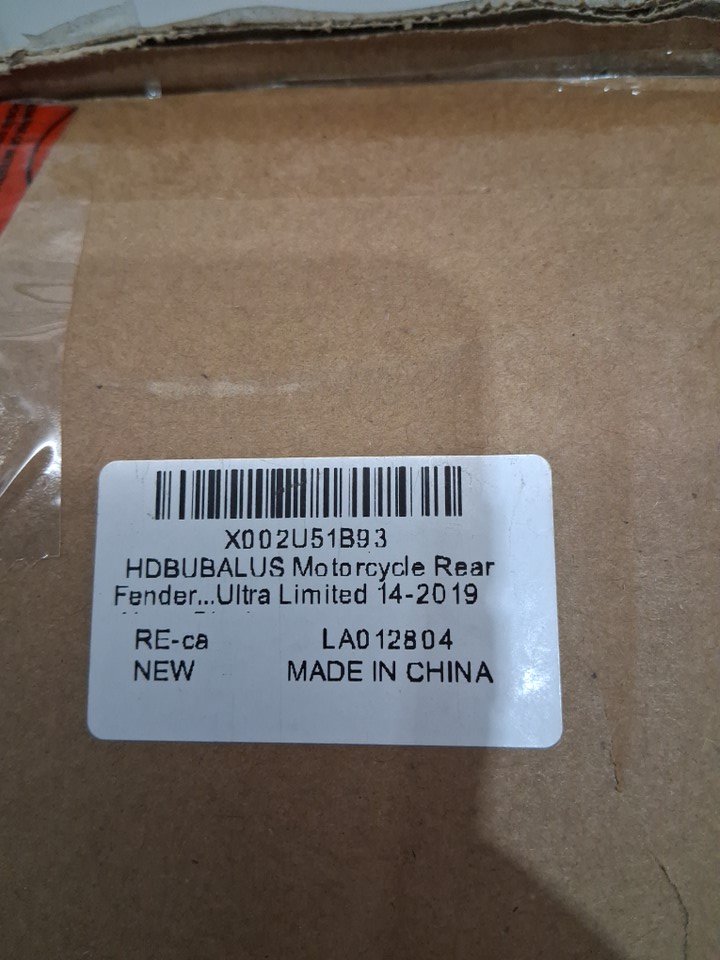 X002U51B93
HDBUBALUS Motorcycle Rear
Fender...Ultra Limited 14-2019
RE-ca LA012804
NEW MADE IN CHINA